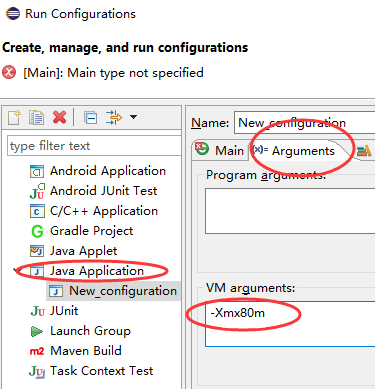 Run Configurations
Create, manage, and run configurations
[Main]: Main type not specified
Name: New_configuration
type filter text
Main (x)= Arguments
Android Application
Android JUnit Test
C/C++ Application
Gradle Project
Java Applet
Java Application
New_configuration
JUnit
Launch Group
m2 Maven Build
Task Context Test
Program arguments:
VM arguments:
-Xmx80m